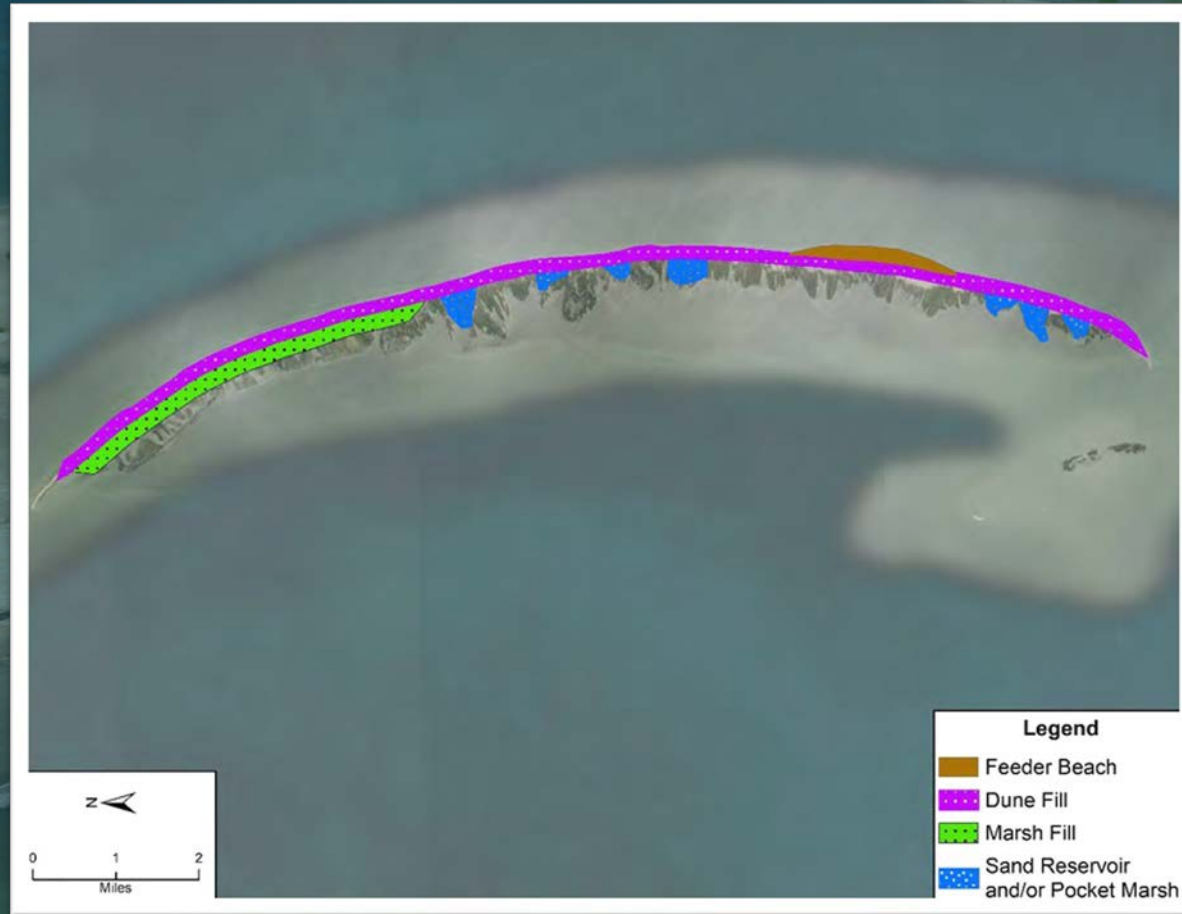 Legend
Feeder Beach
Dune Fill
Marsh Fill
Sand Reservoir
and/or Pocket Marsh
N
0 1 2
Miles